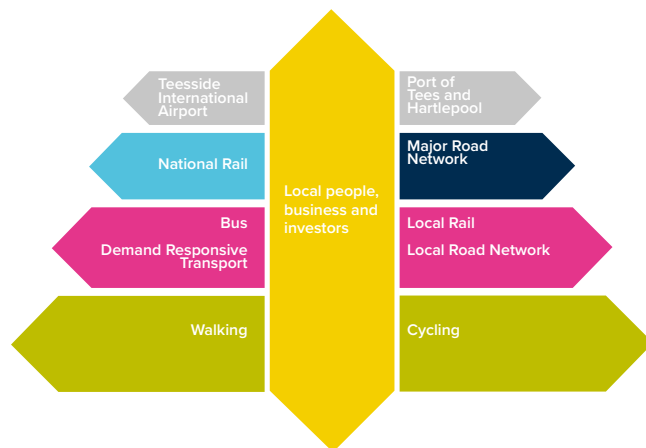 Teesside
International
Airport
Port of
Tees and
Hartlepool
National Rail
Major Road
Network
Local people,
business and
investors
Bus
Demand Responsive
Transport
Local Rail
Local Road Network
Walking
Cycling